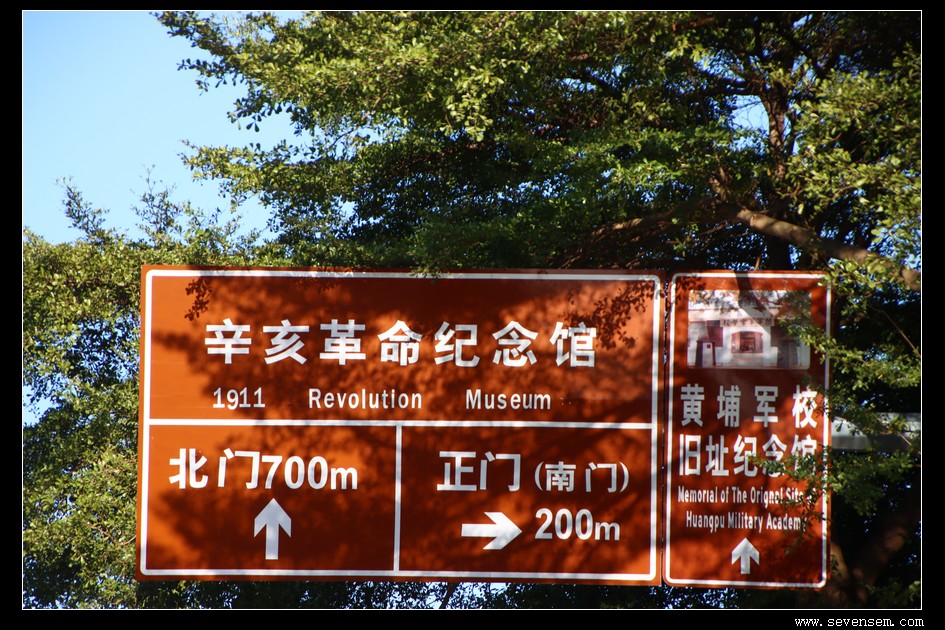 辛亥革命纪念馆
1911 Revolution Museum
北门700m
正门(南门)
200m
黄埔军校
旧址纪念馆
Memorial of The Orignol Site
Huangpu Military Academy
www.sevensem.com